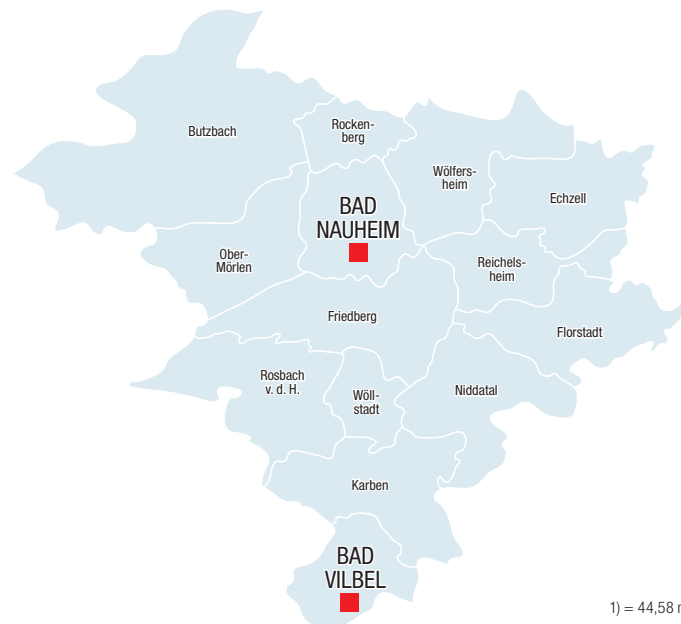 Butzbach
Rocken-
berg
Wölfers-
heim
Echzell
BAD
NAUHEIM
Ober-
Mörlen
Reichels-
heim
Friedberg
Florstadt
Rosbach
v. d. H.
Wöll-
stadt
Niddatal
Karben
BAD
VILBEL
1) = 44,58